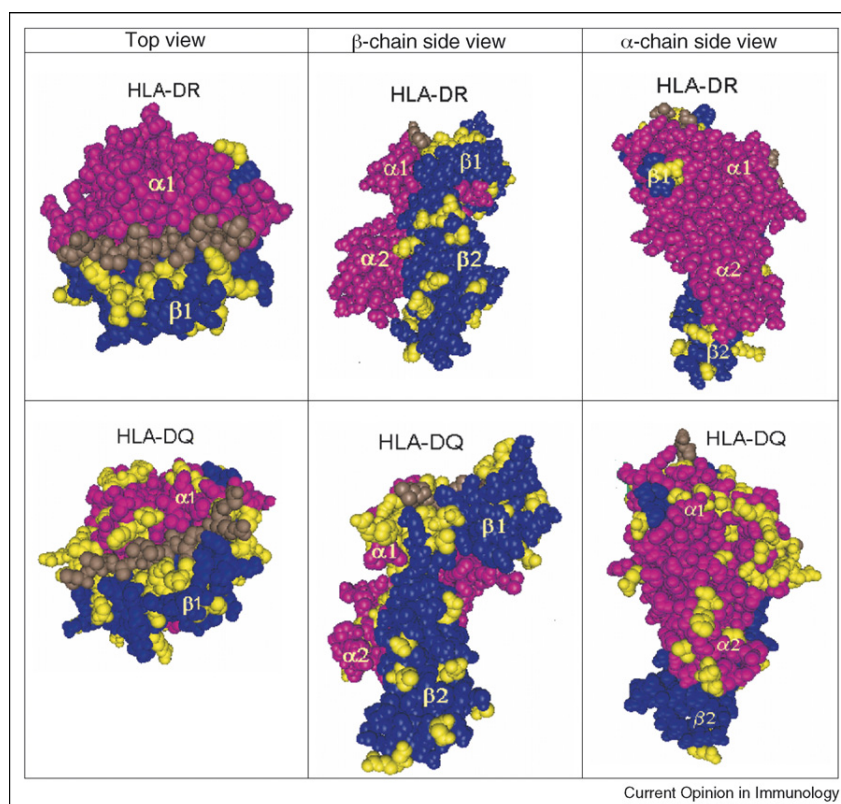 Top view
β-chain side view
α-chain side view
HLA-DR
α1
β1
HLA-DR
α1
β1
α2
β2
HLA-DR
β1
α1
α2
β2
HLA-DQ
α1
β1
HLA-DQ
β1
α1
α2
β2
HLA-DQ
α1
α2
β2
Current Opinion in Immunology